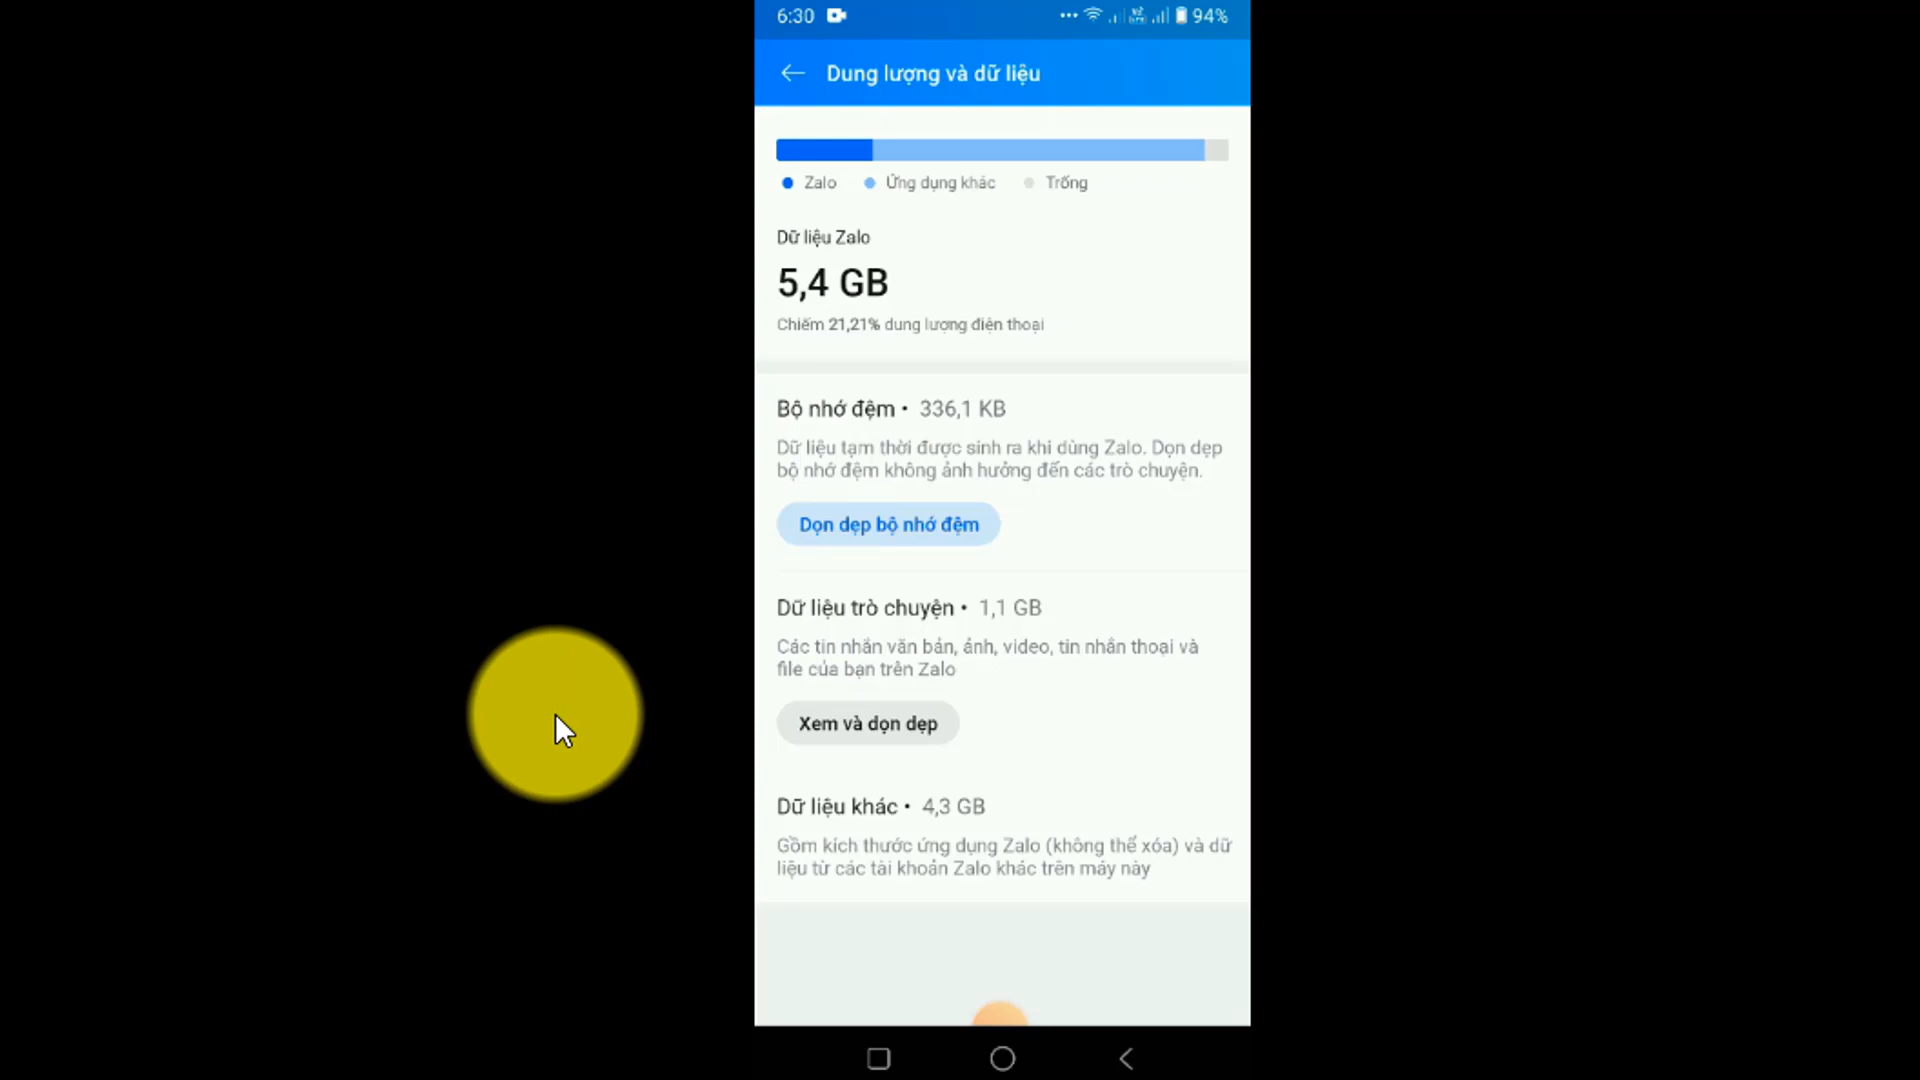 6:30
94%
Dung lượng và dữ liệu
Zalo
Ứng dụng khác
Trống
Dữ liệu Zalo
5,4 GB
Chiếm 21,21% dung lượng điện thoại
Bộ nhớ đệm • 336,1 KB
Dữ liệu tạm thời được sinh ra khi dùng Zalo. Dọn dẹp
bộ nhớ đệm không ảnh hưởng đến các trò chuyện.
Dọn dẹp bộ nhớ đệm
Dữ liệu trò chuyện • 1,1 GB
Các tin nhắn văn bản, ảnh, video, tin nhắn thoại và
file của bạn trên Zalo
Xem và dọn dẹp
Dữ liệu khác • 4,3 GB
Gồm kích thước ứng dụng Zalo (không thể xóa) và dữ
liệu từ các tài khoản Zalo khác trên máy này